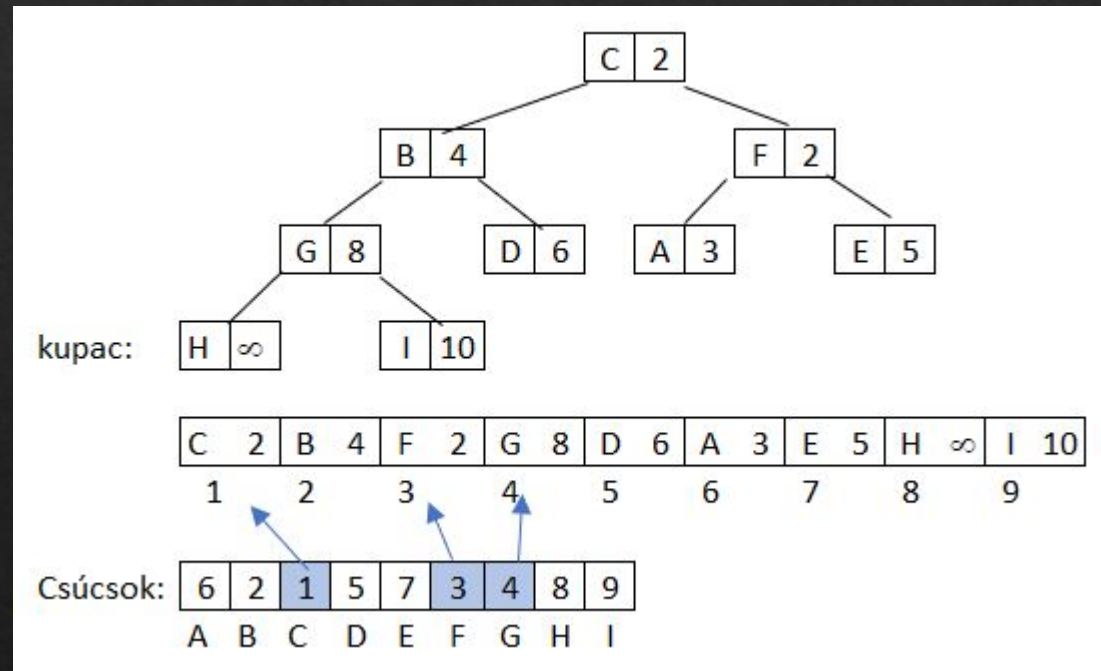 C 2
B 4 F 2
G 8 D 6 A 3 E 5
kupac: H ∞ I 10
C 2 B 4 F 2 G 8 D 6 A 3 E 5 H ∞ I 10
1 2 3 4 5 6 7 8 9
Csúcsok: 6 2 1 5 7 3 4 8 9
A B C D E F G H I